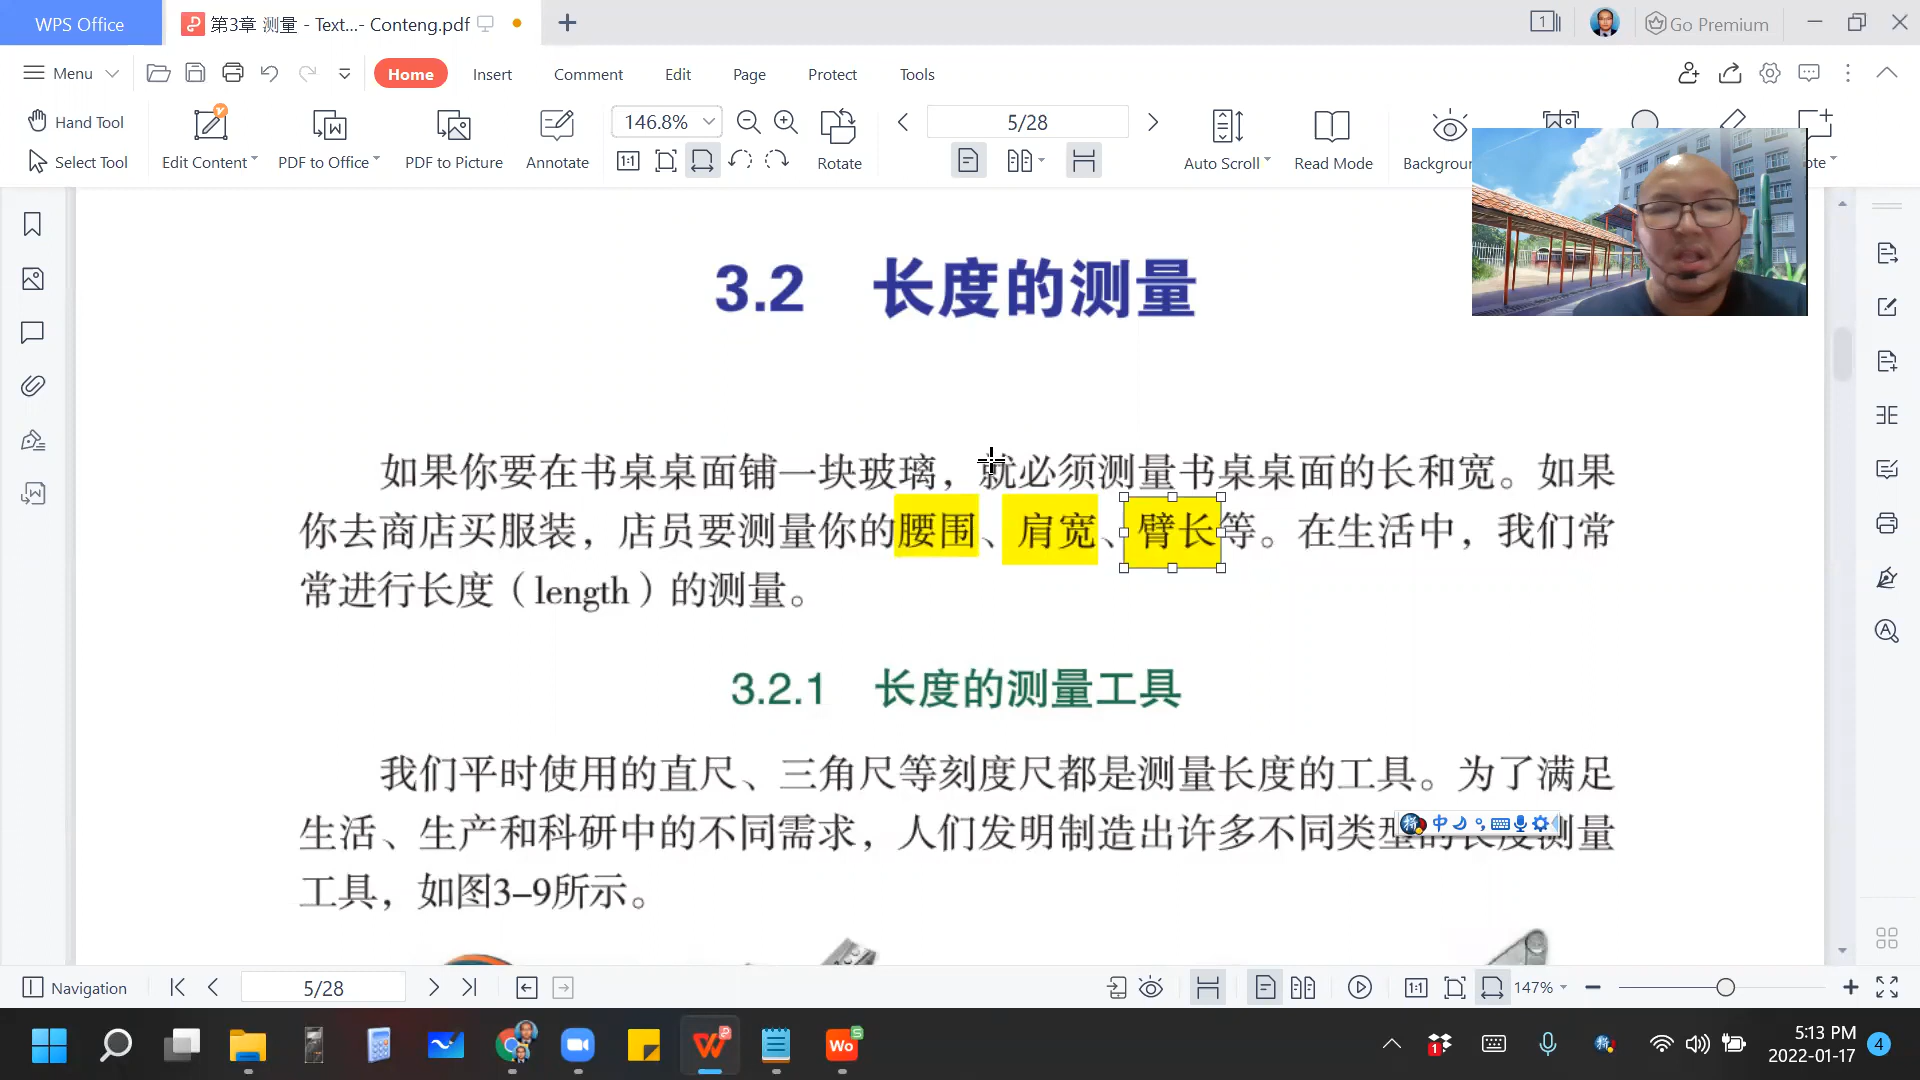 WPS Office
第3章 测量 - Text...- Conteng.pdf
1
Go Premium
Menu
Home
Insert
Comment
Edit
Page
Protect
Tools
Hand Tool
Select Tool
Edit Content
PDF to Office
PDF to Picture
Annotate
146.8%
Rotate
5/28
Auto Scroll
Read Mode
3.2 长度的测量
如果你要在书桌桌面铺一块玻璃，就必须测量书桌桌面的长和宽。如果
你去商店买服装，店员要测量你的腰围、肩宽、臂长等。在生活中，我们常
常进行长度（length）的测量。
3.2.1 长度的测量工具
我们平时使用的直尺、三角尺等刻度尺都是测量长度的工具。为了满足
生活、生产和科研中的不同需求，人们发明制造出许多不同类型的长度测量
工具，如图3–9所示。
中
Navigation
5/28
147%
5:13 PM
2022-01-17
4